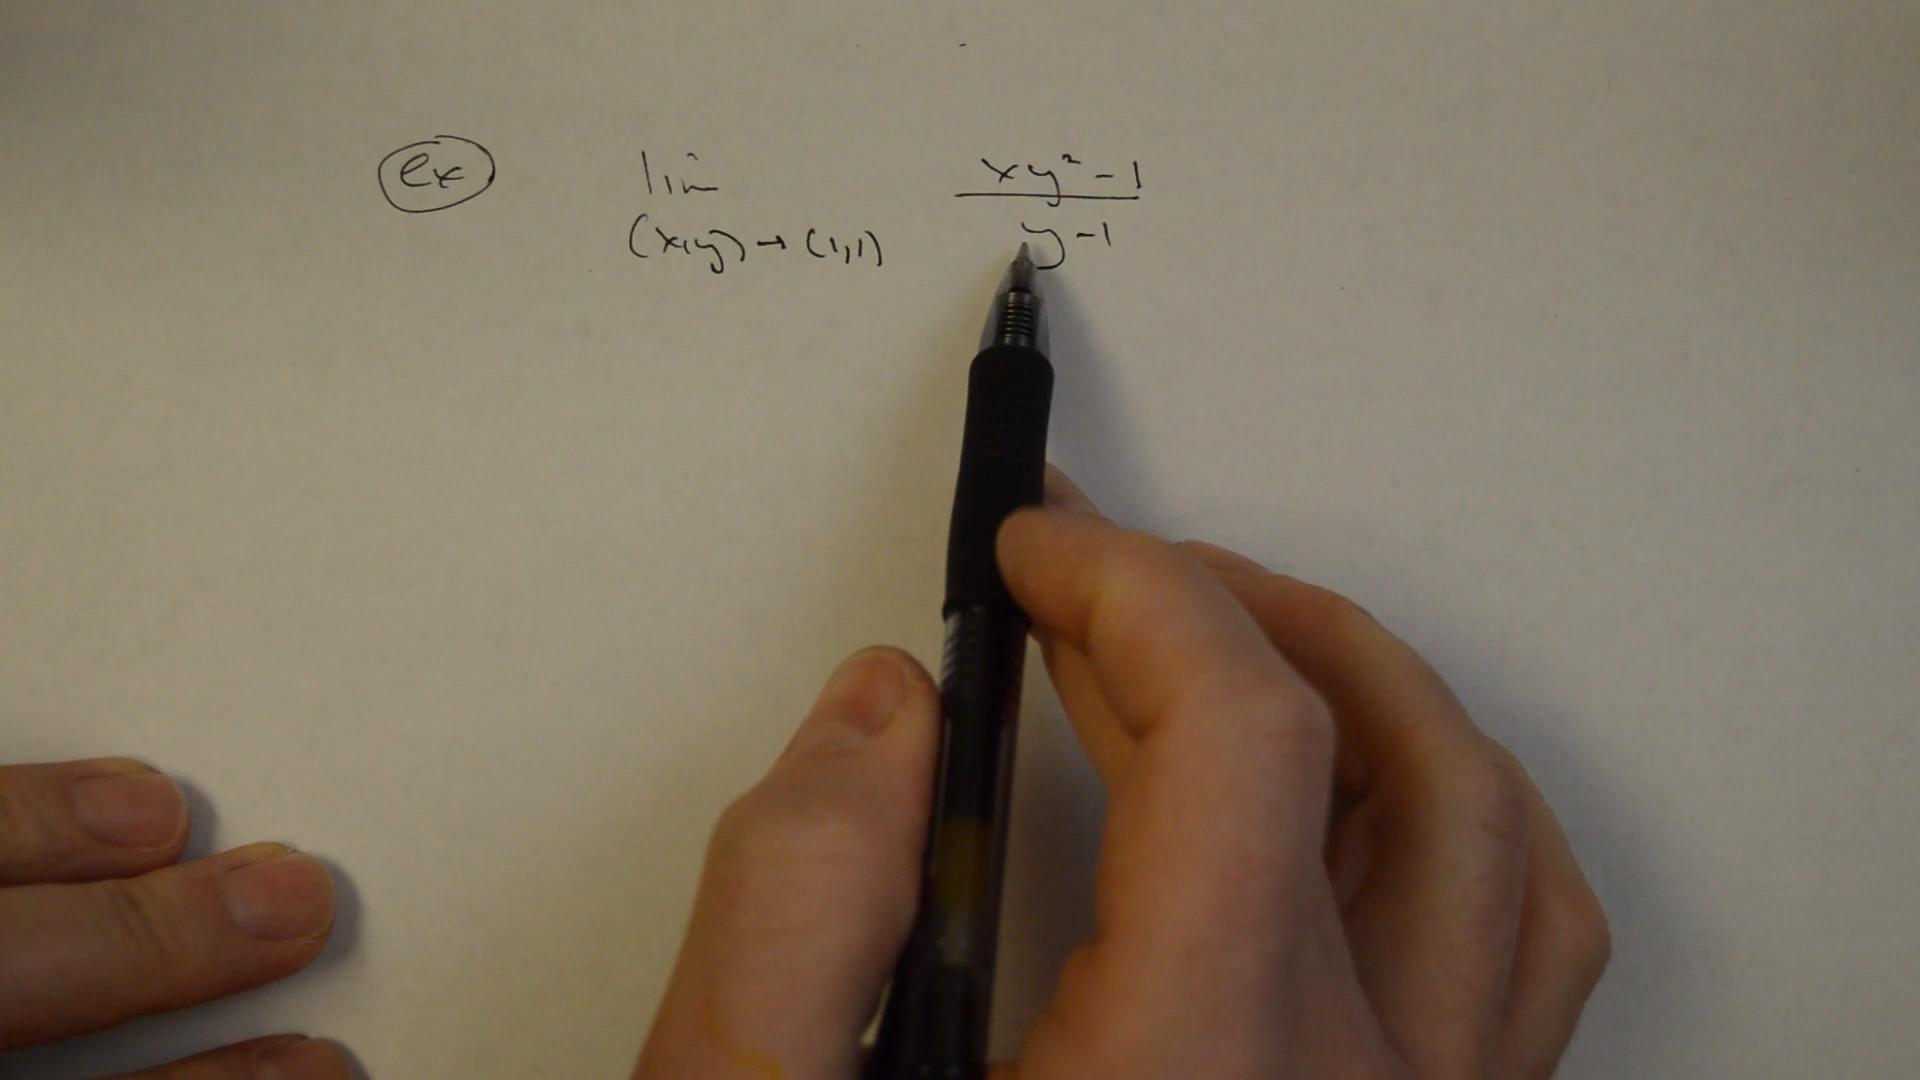 ex lim xy² - 1
(x,y) → (1,1) y - 1